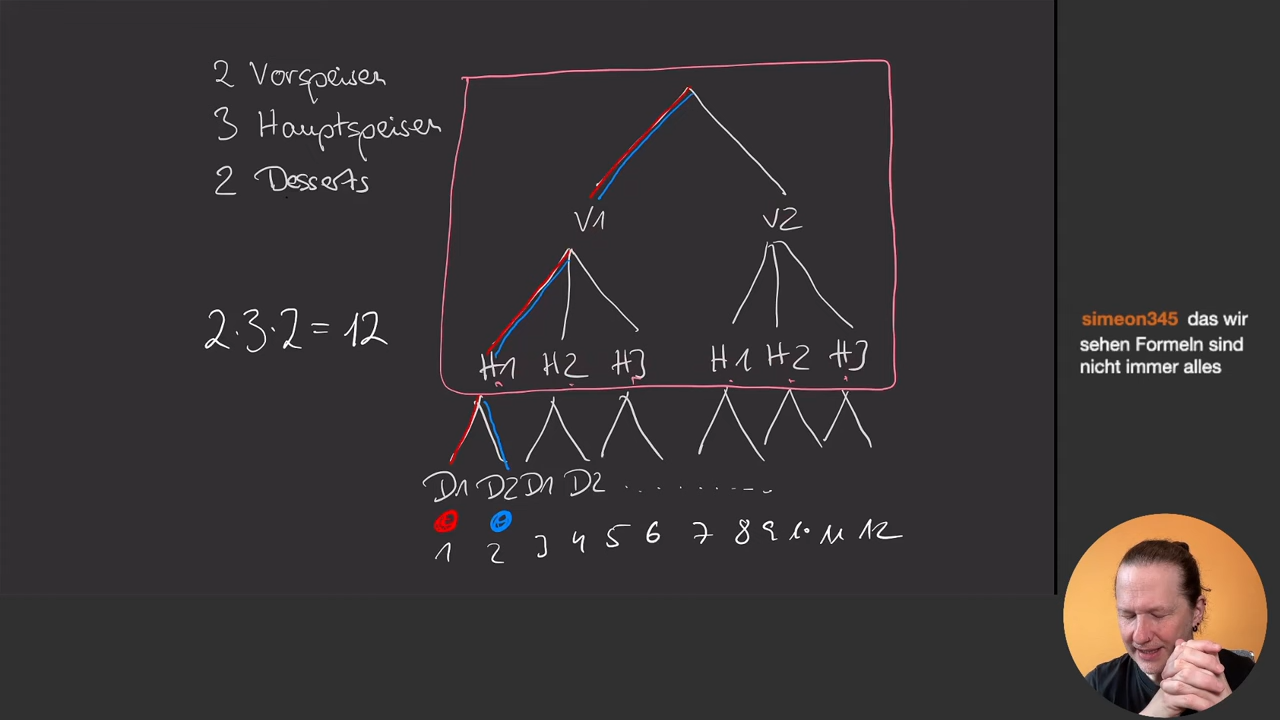 2 Vorspeisen
3 Hauptspeisen
2 Desserts
V1 V2
2·3·2=12
H1 H2 H3 H1 H2 H3
D1 D2 D1 D2 . . . . . . . . .
1 2 3 4 5 6 7 8 9 10 11 12
simeon345 das wir
sehen Formeln sind
nicht immer alles